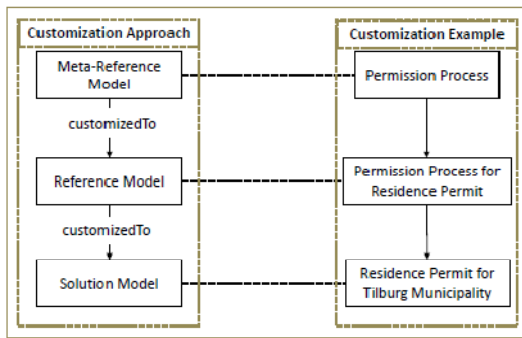 Customization Approach
Meta-Reference
Model
customizedTo
Reference Model
customizedTo
Solution Model
Customization Example
Permission Process
Permission Process for
Residence Permit
Residence Permit for
Tilburg Municipality